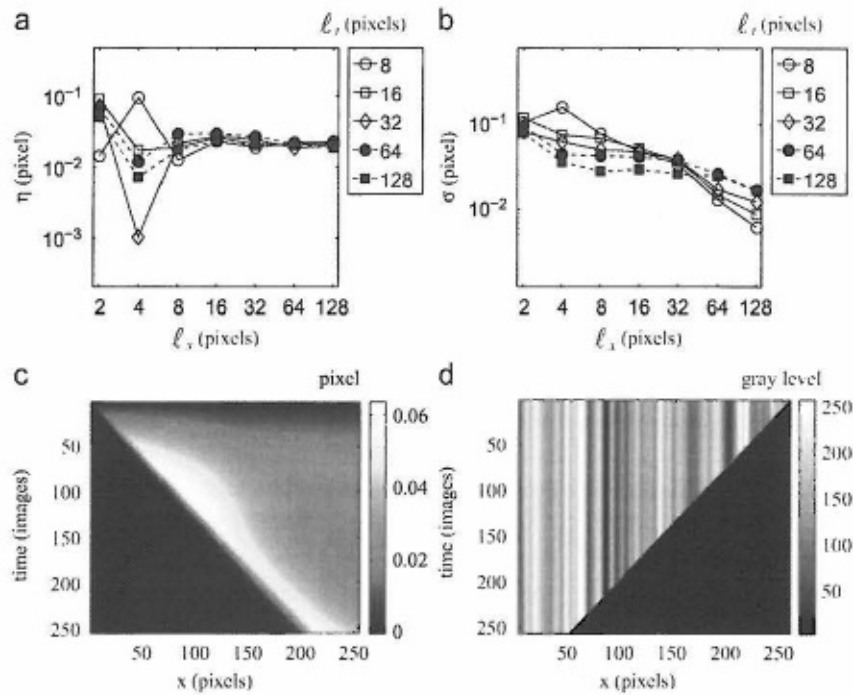 a
ℓt (pixels)
8
16
32
64
128
10⁻¹
10⁻²
10⁻³
η (pixel)
2 4 8 16 32 64 128
ℓx (pixels)
b
ℓt (pixels)
8
16
32
64
128
10⁻¹
10⁻²
σ (pixel)
2 4 8 16 32 64 128
ℓx (pixels)
c
pixel
0.06
0.04
0.02
0
50
100
150
200
250
time (images)
50 100 150 200 250
x (pixels)
d
gray level
250
200
150
100
50
50
100
150
200
250
time (images)
50 100 150 200 250
x (pixels)